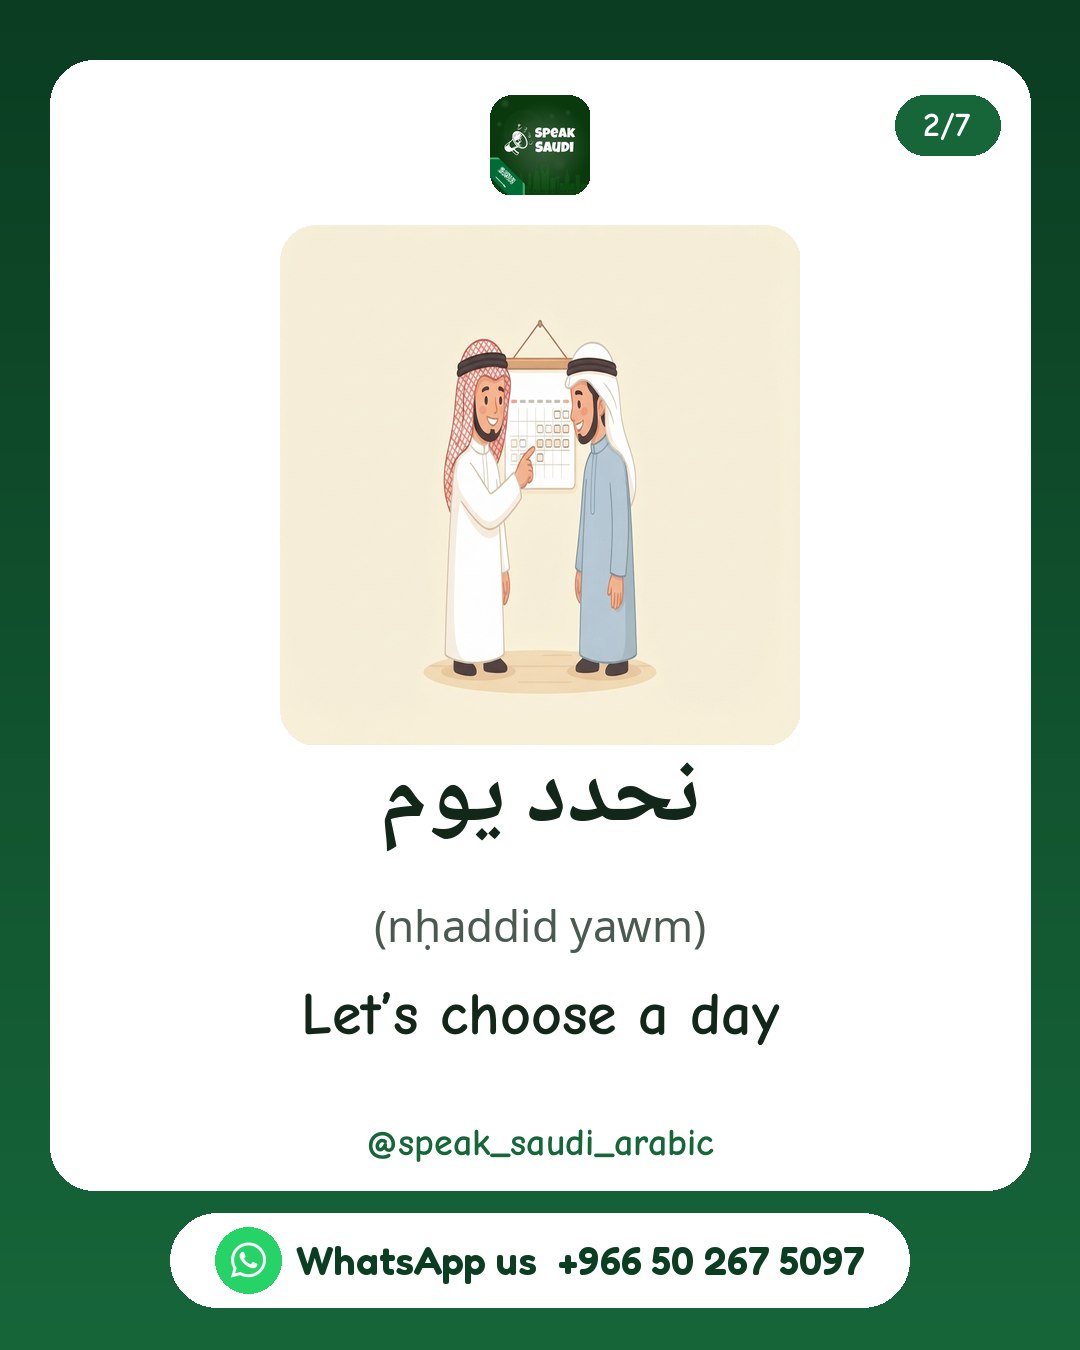 SPEAK
SAUDI
2/7
نحدد يوم
(nḥaddid yawm)
Let's choose a day
@speak_saudi_arabic
WhatsApp us +966 50 267 5097